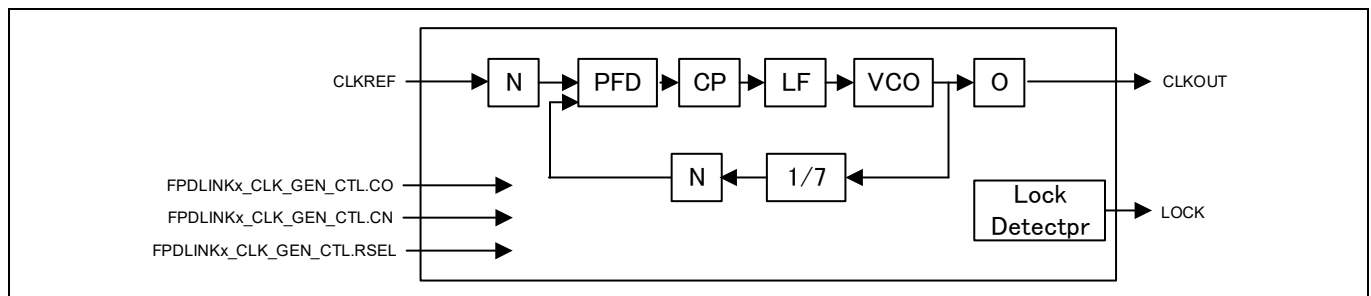 CLKREF
N
PFD
CP
LF
VCO
O
CLKOUT
N
1/7
FPDLINKx_CLK_GEN_CTL.CO
FPDLINKx_CLK_GEN_CTL.CN
FPDLINKx_CLK_GEN_CTL.RSEL
Lock
Detectpr
LOCK